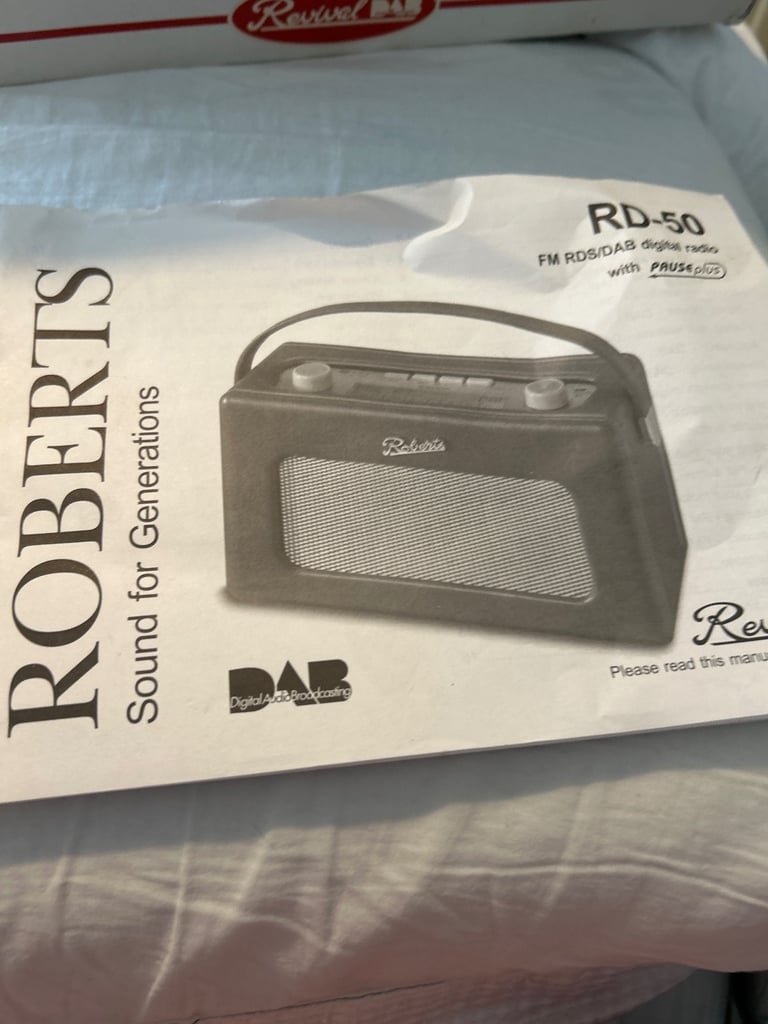 Revival DAB
RD-50
FM RDS/DAB digital radio
with PAUSEplus
ROBERTS
Sound for Generations
Roberts
DAB
Digital Audio Broadcasting
Please read this